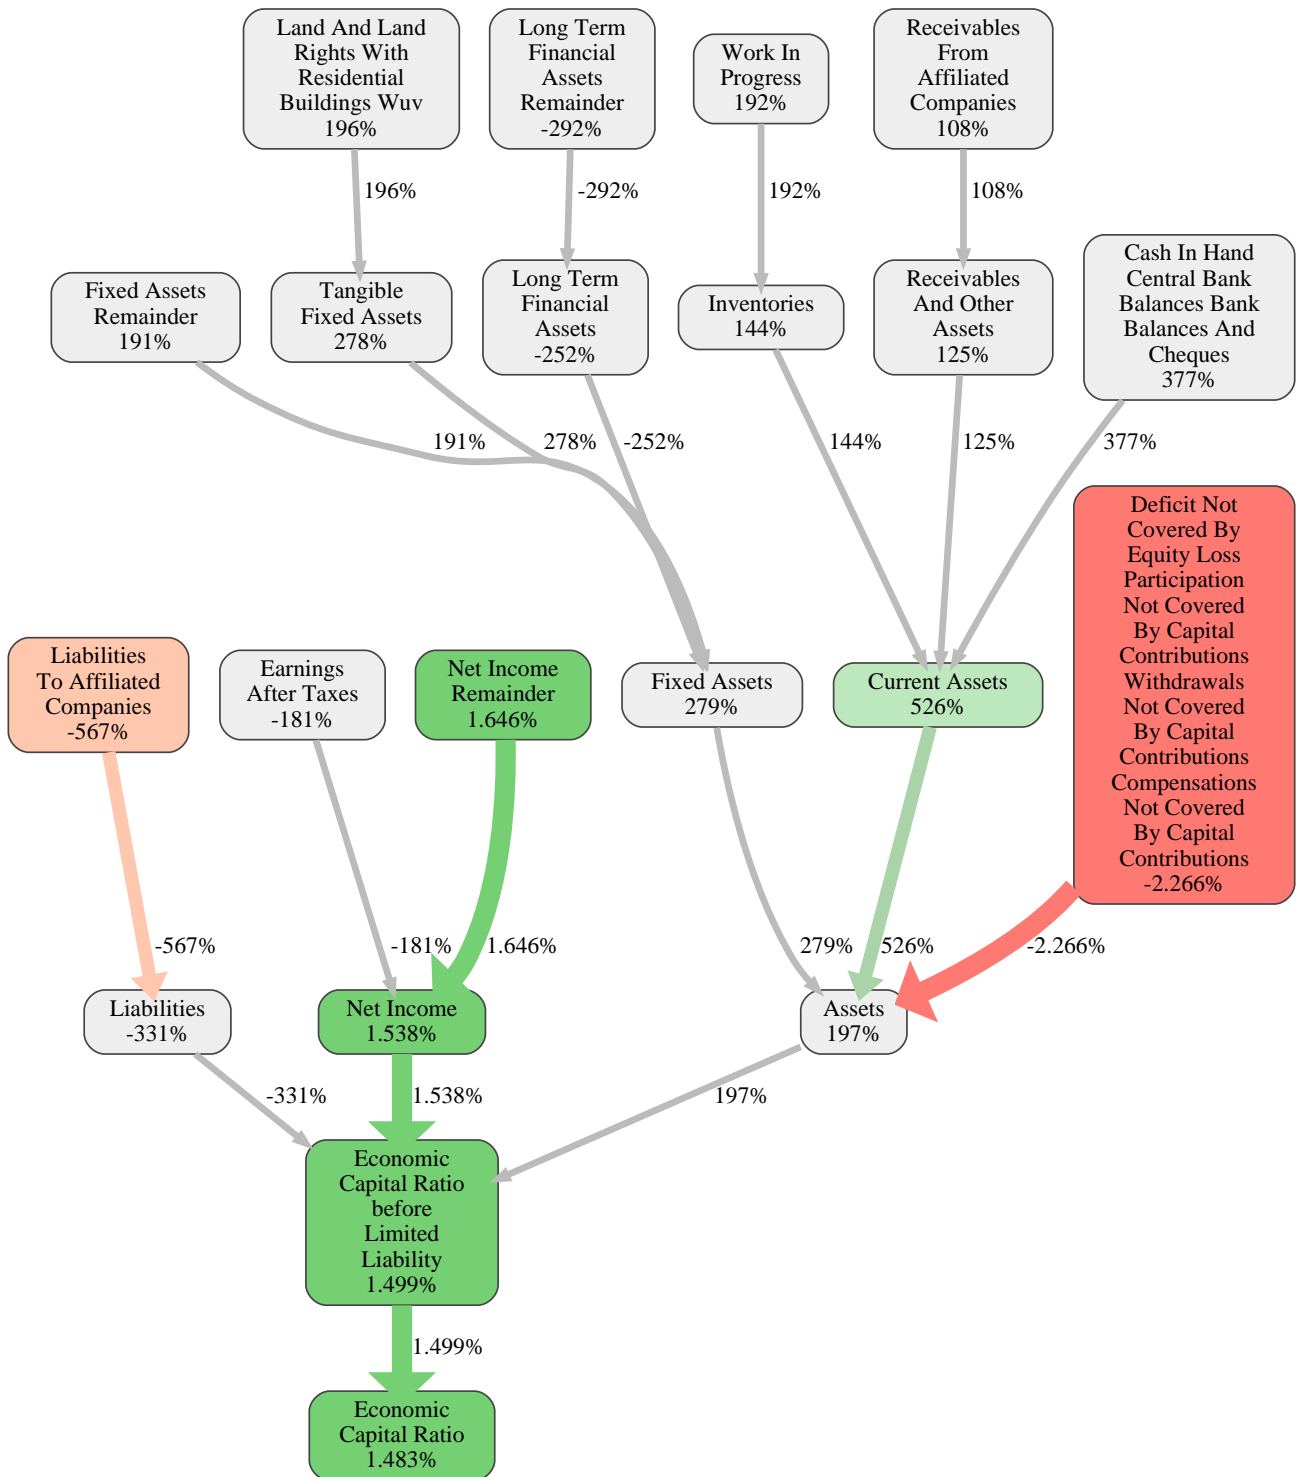 Land And Land
Rights With
Residential
Buildings Wuv
196%
Long Term
Financial
Assets
Remainder
-292%
Work In
Progress
192%
Receivables
From
Affiliated
Companies
108%
196%
-292%
192%
108%
Fixed Assets
Remainder
191%
Tangible
Fixed Assets
278%
Long Term
Financial
Assets
-252%
Inventories
144%
Receivables
And Other
Assets
125%
Cash In Hand
Central Bank
Balances Bank
Balances And
Cheques
377%
191%
278%
-252%
144%
125%
377%
Deficit Not
Covered By
Equity Loss
Participation
Not Covered
By Capital
Contributions
Withdrawals
Not Covered
By Capital
Contributions
Compensations
Not Covered
By Capital
Contributions
-2.266%
Liabilities
To Affiliated
Companies
-567%
Earnings
After Taxes
-181%
Net Income
Remainder
1.646%
Fixed Assets
279%
Current Assets
526%
-567%
-181%
1.646%
279%
526%
-2.266%
Liabilities
-331%
Net Income
1.538%
Assets
197%
-331%
1.538%
197%
Economic
Capital Ratio
before
Limited
Liability
1.499%
1.499%
Economic
Capital Ratio
1.483%